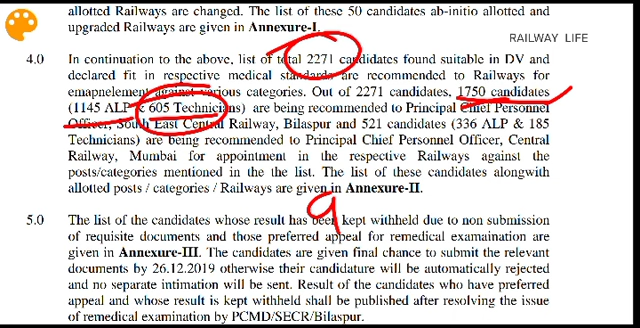 allotted Railways are changed. The list of these 50 candidates ab-initio allotted and
upgraded Railways are given in Annexure-I.
RAILWAY LIFE
4.0 In continuation to the above, list of total 2271 candidates found suitable in DV and
declared fit in respective medical standards are recommended to Railways for
emapnelement against various categories. Out of 2271 candidates, 1750 candidates
(1145 ALP & 605 Technicians) are being recommended to Principal Chief Personnel
Officer, South East Central Railway, Bilaspur and 521 candidates (336 ALP & 185
Technicians) are being recommended to Principal Chief Personnel Officer, Central
Railway, Mumbai for appointment in the respective Railways against the
posts/categories mentioned in the the list. The list of these candidates alongwith
allotted posts / categories / Railways are given in Annexure-II.
9
5.0 The list of the candidates whose result has been kept withheld due to non submission
of requisite documents and those preferred appeal for remedical examaination are
given in Annexure-III. The candidates are given final chance to submit the relevant
documents by 26.12.2019 otherwise their candidature will be automatically rejected
and no separate intimation will be sent. Result of the candidates who have preferred
appeal and whose result is kept withheld shall be published after resolving the issue
of remedical examination by PCMD/SECR/Bilaspur.